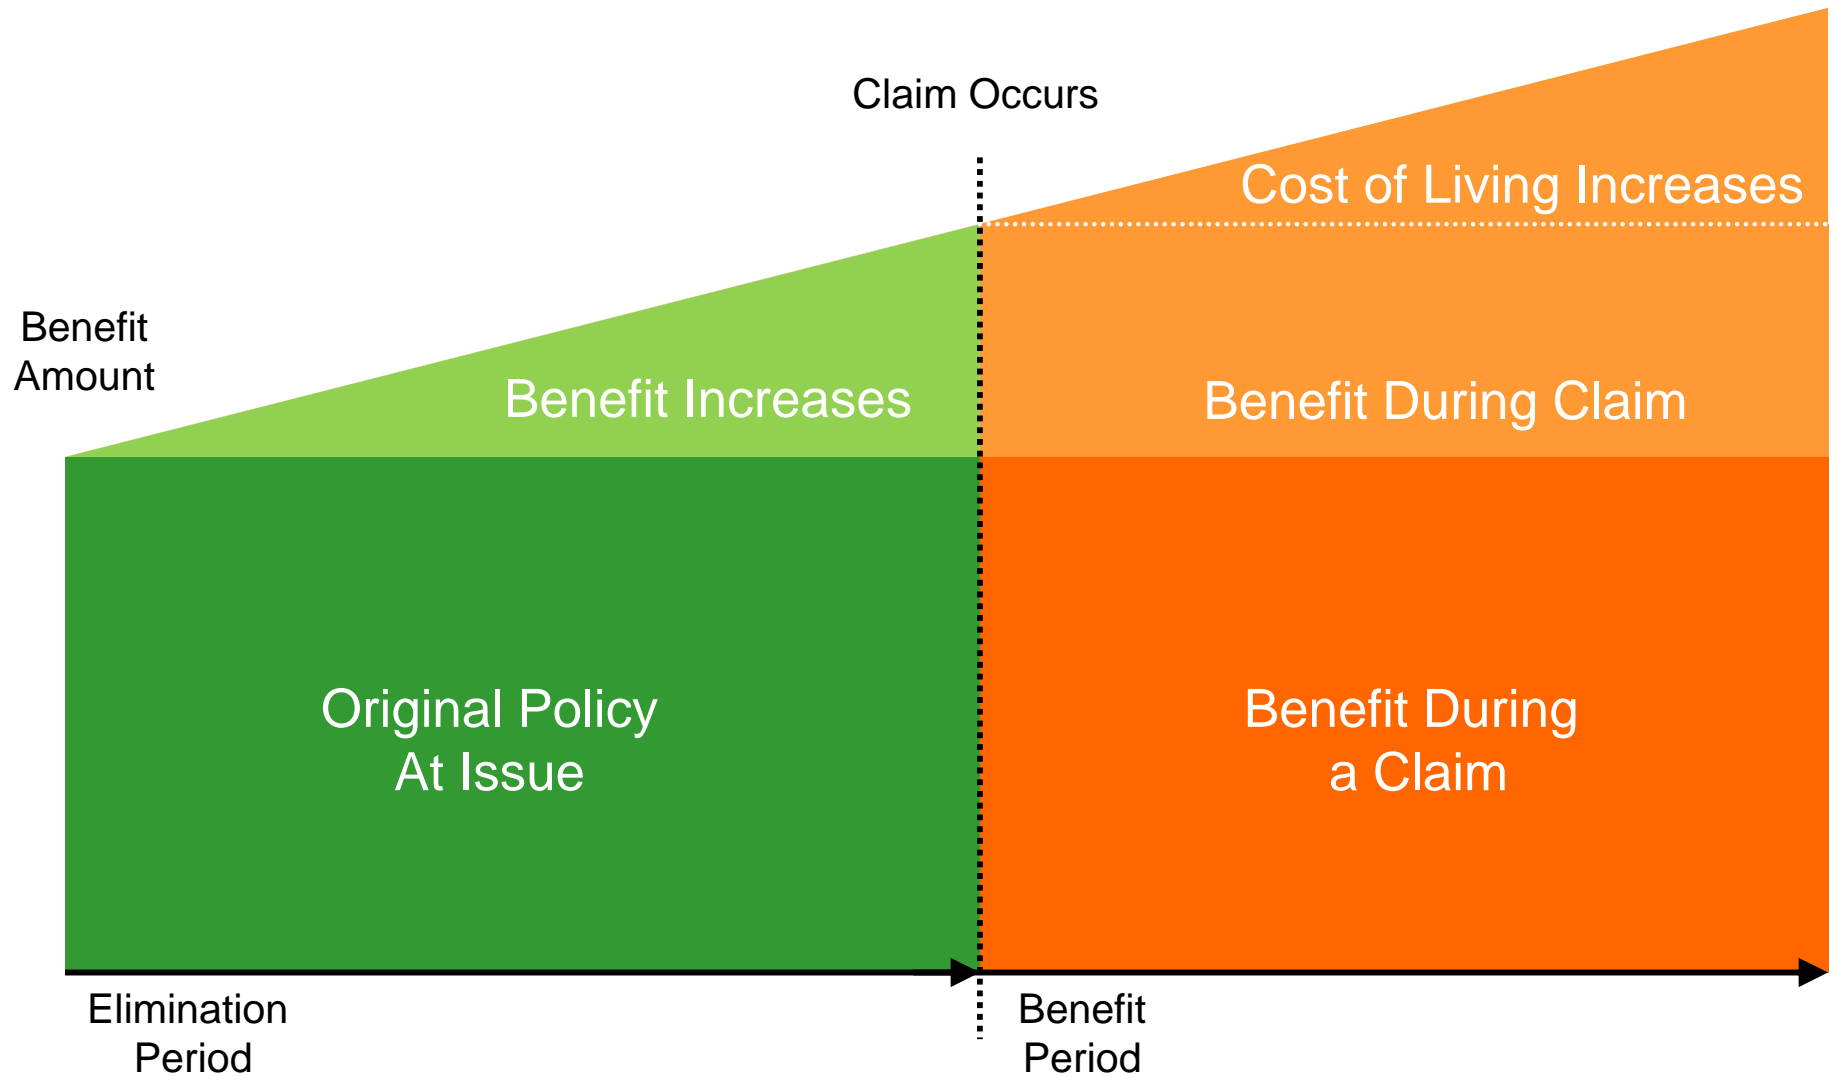 Claim Occurs
Cost of Living Increases
Benefit
Amount
Benefit Increases
Benefit During Claim
Original Policy
At Issue
Benefit During
a Claim
Elimination
Period
Benefit
Period